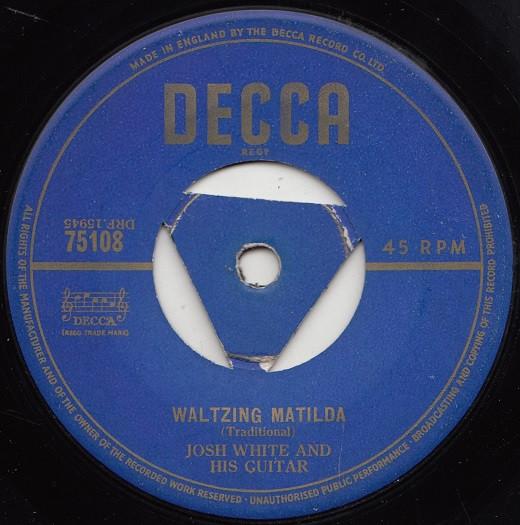 MADE IN ENGLAND BY THE DECCA RECORD CO. LTD.
DECCA
REGD
DRF.15945
75108
45 RPM
DECCA
(REGD TRADE MARK)
WALTZING MATILDA
(Traditional)
JOSH WHITE AND
HIS GUITAR
ALL RIGHTS OF THE MANUFACTURER AND OF THE OWNER OF THE RECORDED WORK RESERVED · UNAUTHORISED PUBLIC PERFORMANCE · BROADCASTING AND COPYING OF THIS RECORD PROHIBITED